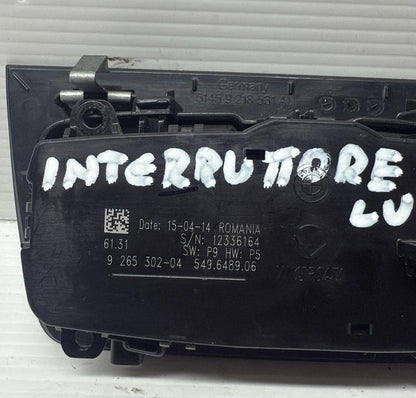 Germany
51459218531
INTERRUTTORE
LU
Date: 15-04-14 ROMANIA
S/N: 12336164
61.31
SW: P9 HW: P5
9 265 302-04 549.6489.06